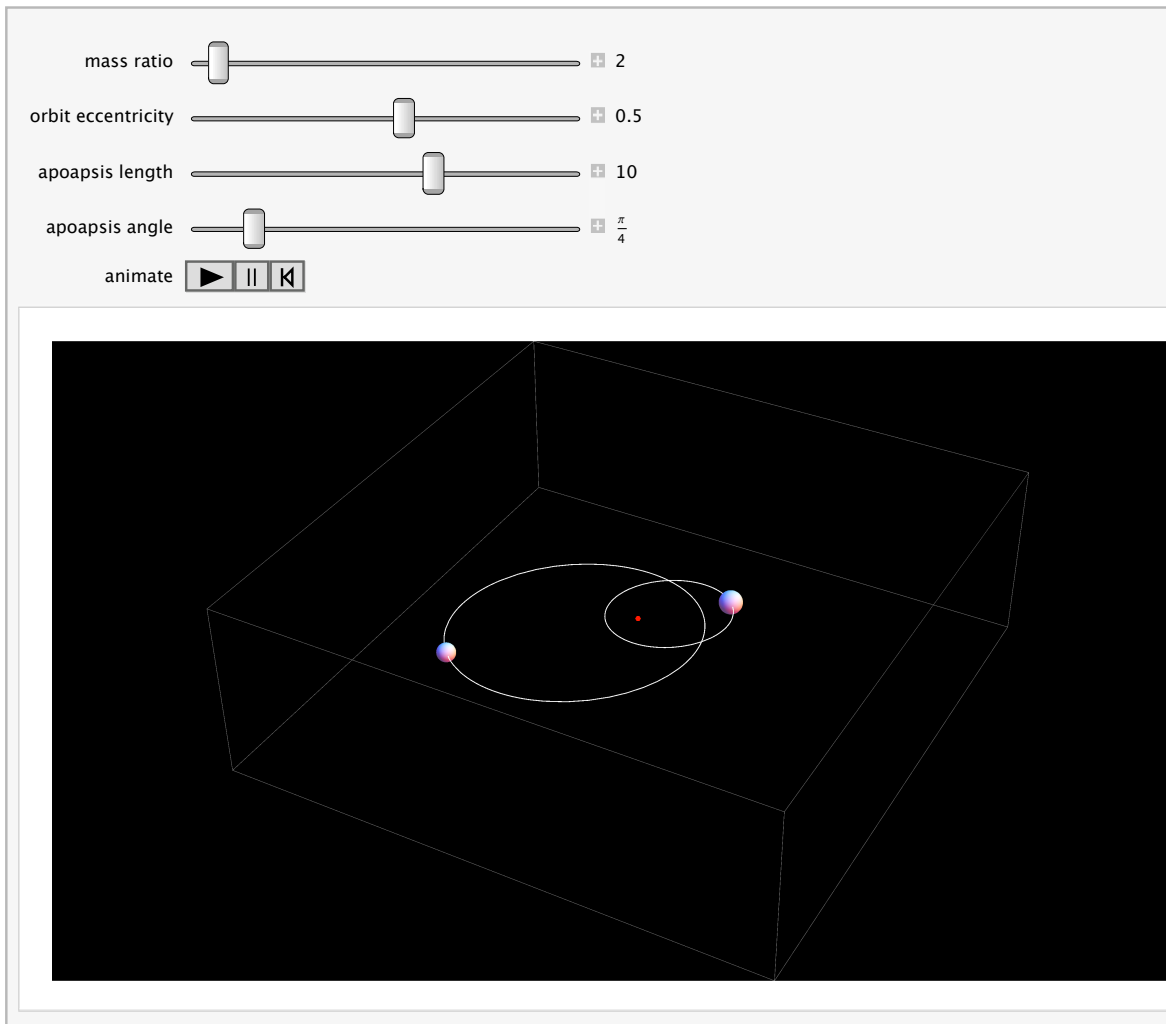 mass ratio 2
orbit eccentricity 0.5
apoapsis length 10
apoapsis angle π/4
animate